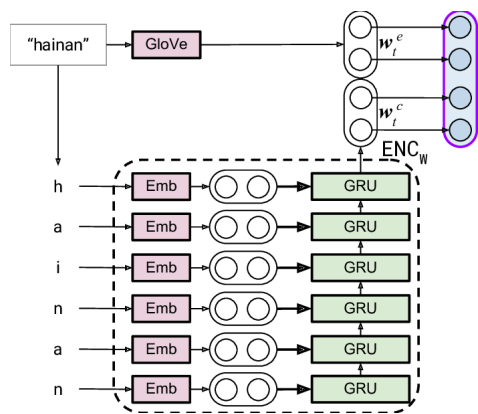 "hainan"
GloVe
w_t^e
w_t^c
ENC_W
h Emb GRU
a Emb GRU
i Emb GRU
n Emb GRU
a Emb GRU
n Emb GRU